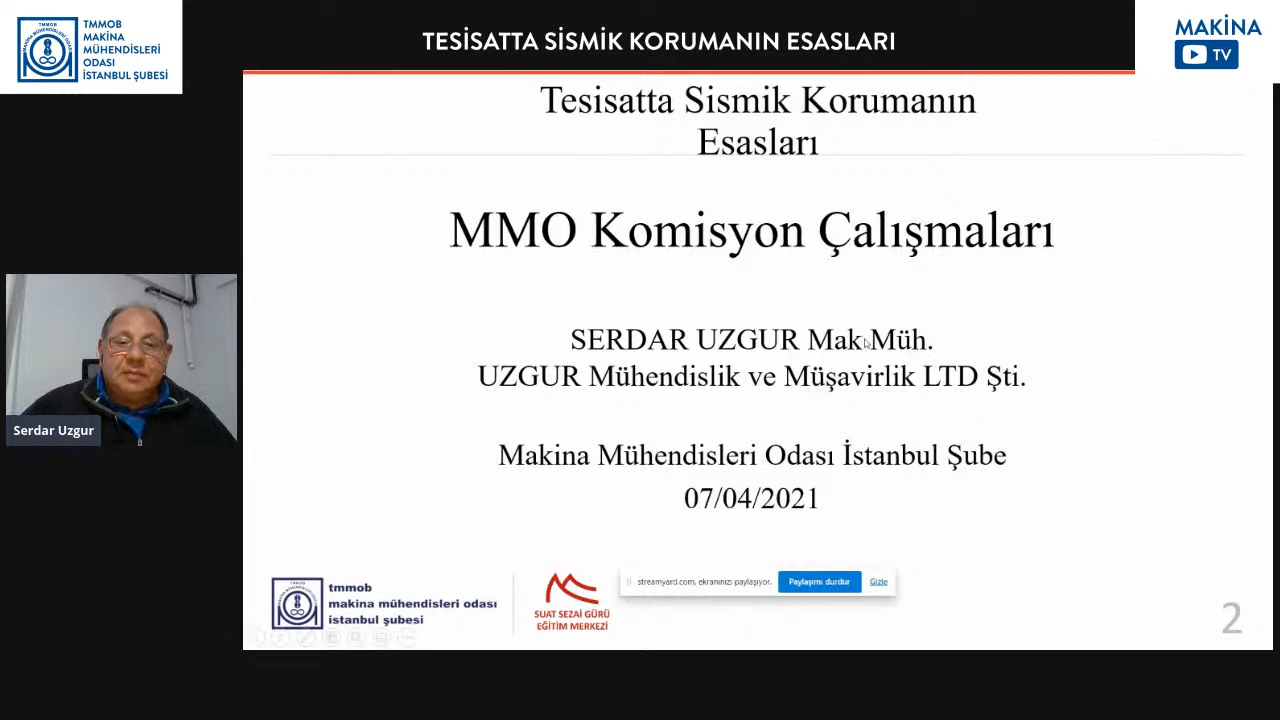 TMMOB
MAKİNA
MÜHENDİSLERİ
ODASI
İSTANBUL ŞUBESİ
TESİSATTA SİSMİK KORUMANIN ESASLARI
MAKİNA
TV
Tesisatta Sismik Korumanın
Esasları
MMO Komisyon Çalışmaları
SERDAR UZGUR Mak Müh.
UZGUR Mühendislik ve Müşavirlik LTD Şti.
Serdar Uzgur
Makina Mühendisleri Odası İstanbul Şube
07/04/2021
tmmob
makina mühendisleri odası
istanbul şubesi
SUAT SEZAİ GÜRÜ
EĞİTİM MERKEZİ
streamyard.com, ekranınızı paylaşıyor.
Paylaşımı durdur
Gizle
2